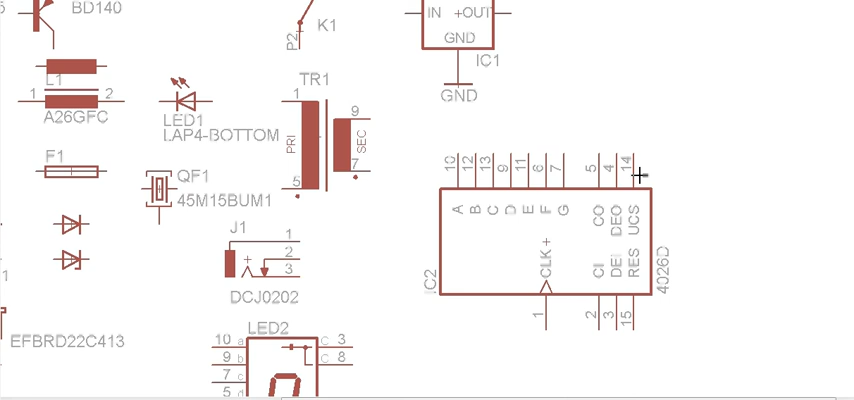 BD140
K1
P2
IN +OUT
GND
IC1
GND
L1
1 2
A26GFC
LED1
LAP4-BOTTOM
TR1
1
9
PRI
SEC
5
7
F1
QF1
45M15BUM1
J1
1
2
3
DCJ0202
1
EFBRD22C413
LED2
10 a
9 b
7 c
5 d
C 3
C 8
10 12 13 9 11 6 7 5 4 14
A B C D E F G CO DEO UCS
CLK+ CI DEI RES
IC2
4026D
1 2 3 15